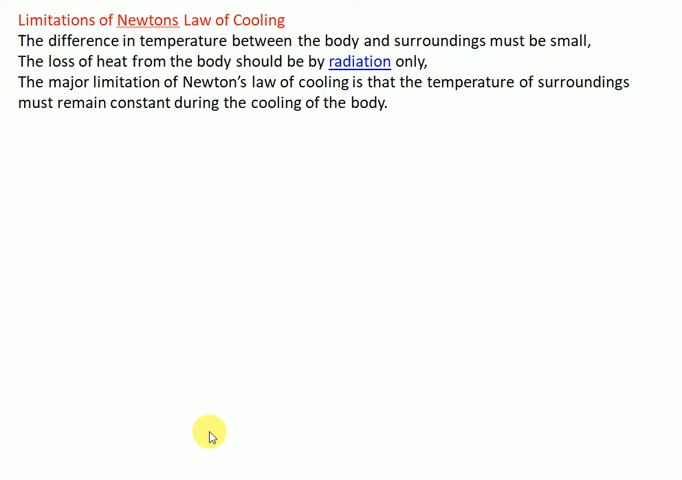 Limitations of Newtons Law of Cooling
The difference in temperature between the body and surroundings must be small,
The loss of heat from the body should be by radiation only,
The major limitation of Newton’s law of cooling is that the temperature of surroundings
must remain constant during the cooling of the body.